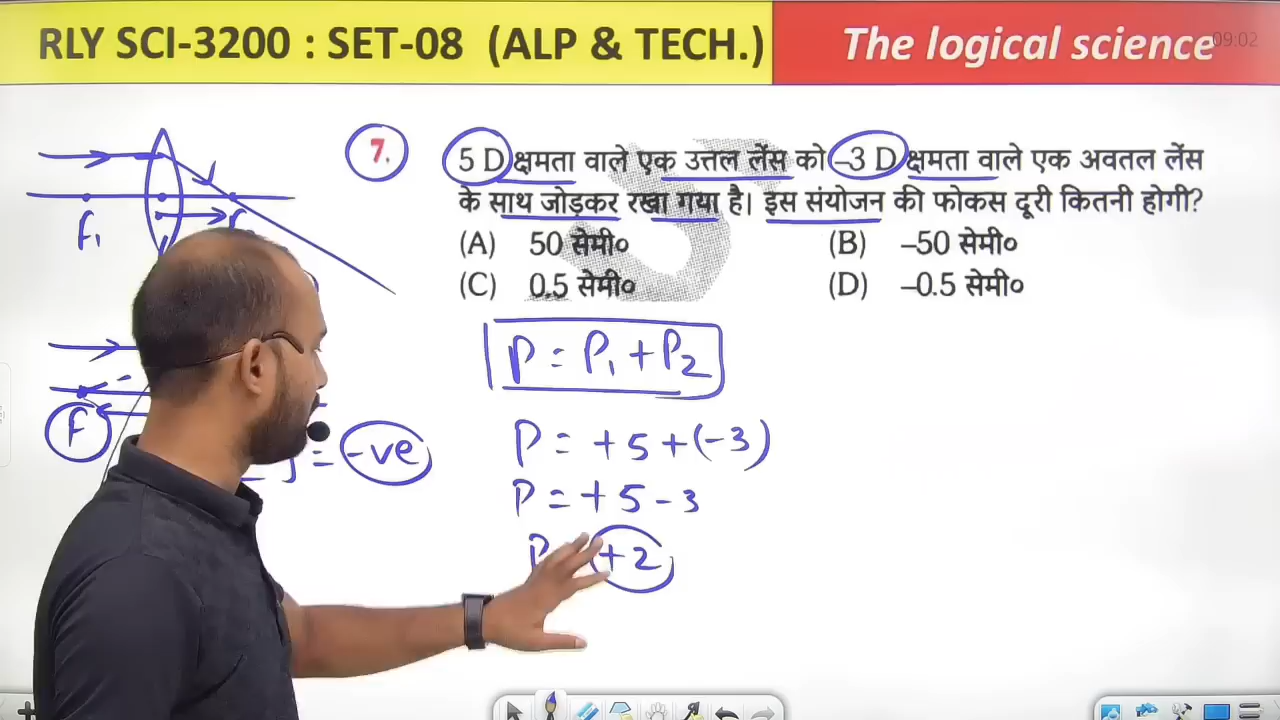 RLY SCI-3200 : SET-08 (ALP & TECH.)
The logical science
09:02
7. 5 D क्षमता वाले एक उत्तल लेंस को –3 D क्षमता वाले एक अवतल लेंस
के साथ जोड़कर रखा गया है। इस संयोजन की फोकस दूरी कितनी होगी?
(A) 50 सेमी० (B) –50 सेमी०
(C) 0.5 सेमी० (D) –0.5 सेमी०
f₁
P = P₁ + P₂
P = +5 + (-3)
P = +5 - 3
P +2
f
= -ve